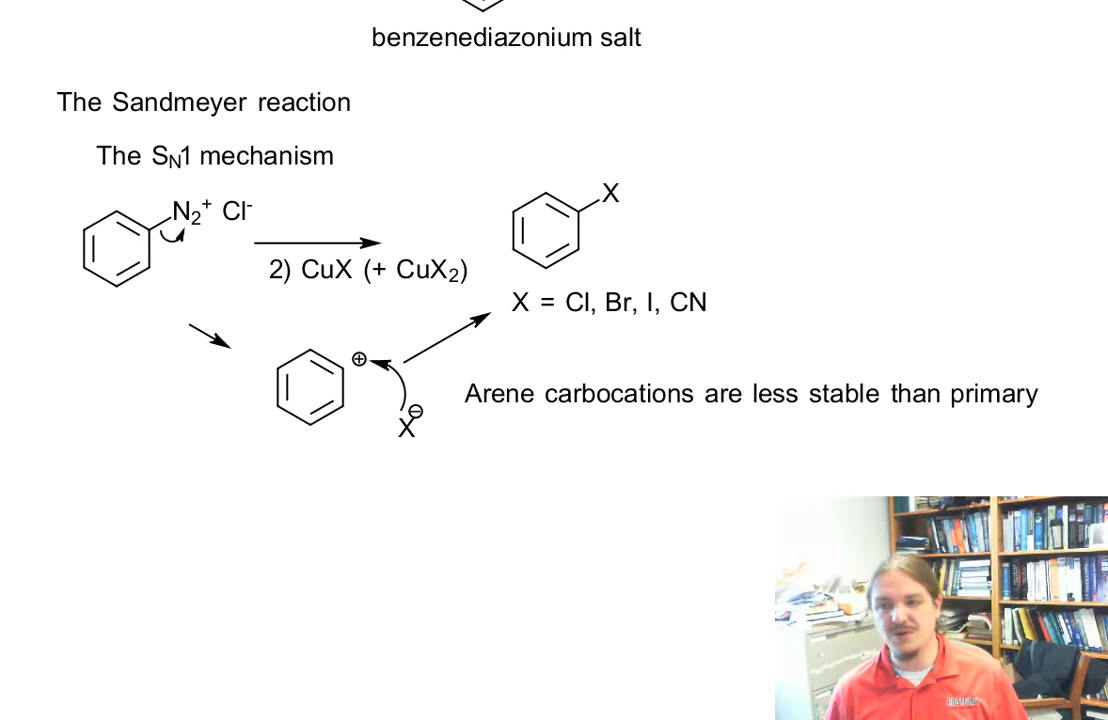 benzenediazonium salt
The Sandmeyer reaction
The SN1 mechanism
N2+ Cl-
X
2) CuX (+ CuX2)
X = Cl, Br, I, CN
⊕
Arene carbocations are less stable than primary
⊖
X